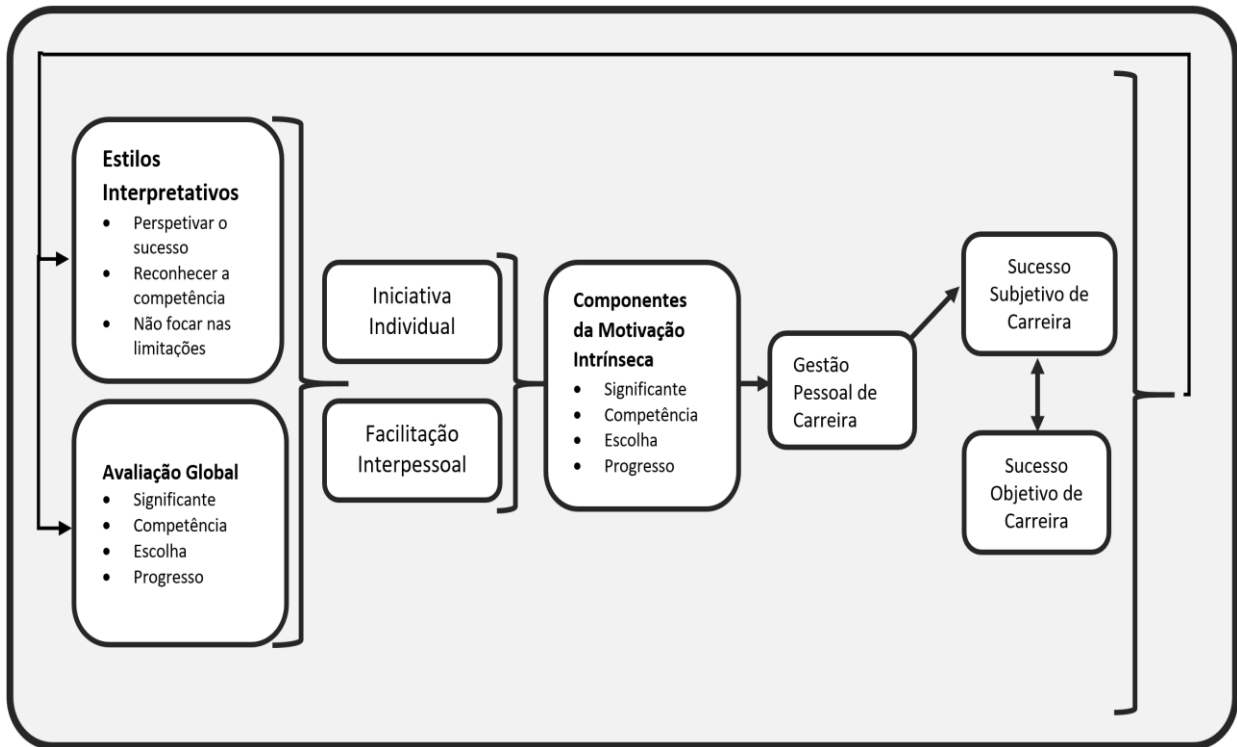 Estilos
Interpretativos
• Perspetivar o
sucesso
• Reconhecer a
competência
• Não focar nas
limitações
Avaliação Global
• Significante
• Competência
• Escolha
• Progresso
Iniciativa
Individual
Facilitação
Interpessoal
Componentes
da Motivação
Intrínseca
• Significante
• Competência
• Escolha
• Progresso
Gestão
Pessoal de
Carreira
Sucesso
Subjetivo de
Carreira
Sucesso
Objetivo de
Carreira